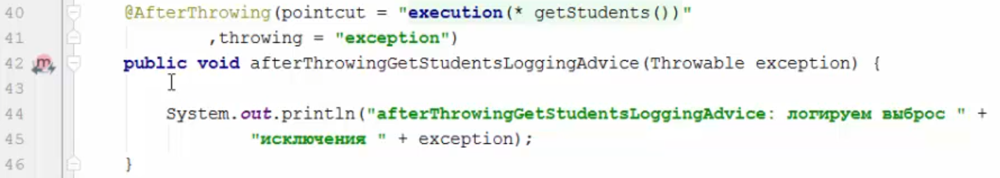 40 @AfterThrowing(pointcut = "execution(* getStudents())"
41 ,throwing = "exception")
42 public void afterThrowingGetStudentsLoggingAdvice(Throwable exception) {
43
44 System.out.println("afterThrowingGetStudentsLoggingAdvice: логируем выброс " +
45 "исключения " + exception);
46 }